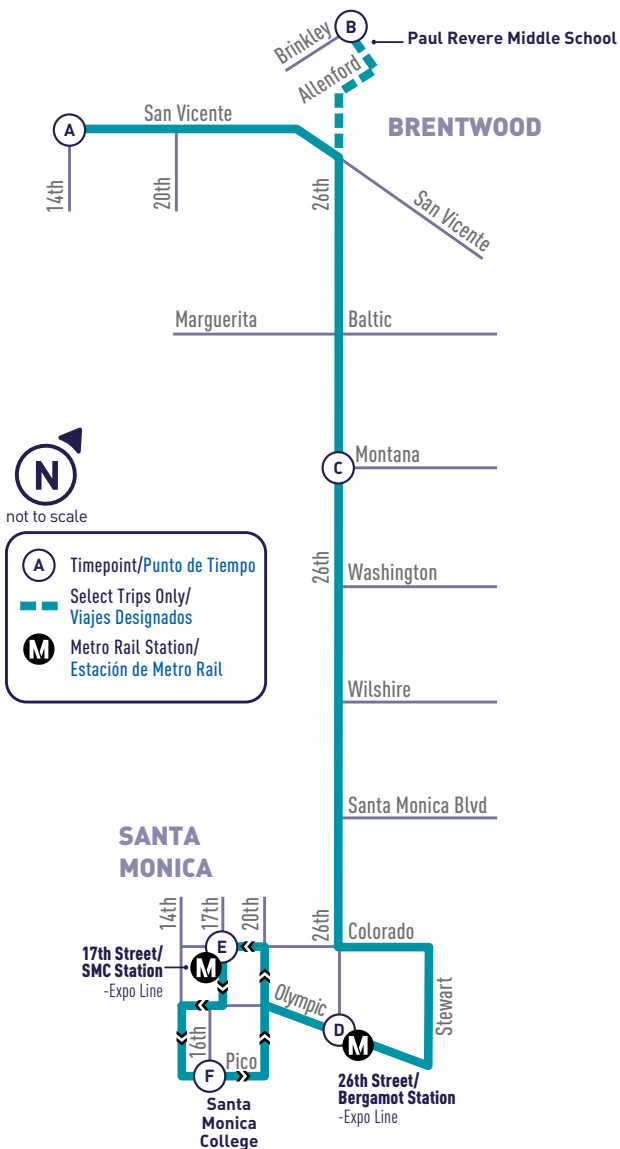 B
Brinkley
Paul Revere Middle School
Allenford
San Vicente
BRENTWOOD
A
14th
20th
26th
San Vicente
Marguerita
Baltic
N
not to scale
C
Montana
A
Timepoint/Punto de Tiempo
Select Trips Only/
Viajes Designados
M
Metro Rail Station/
Estación de Metro Rail
26th
Washington
Wilshire
Santa Monica Blvd
SANTA
MONICA
14th
17th
20th
26th
Colorado
17th Street/
SMC Station
-Expo Line
E
M
Olympic
Stewart
16th
D
M
Pico
F
26th Street/
Bergamot Station
-Expo Line
Santa
Monica
College